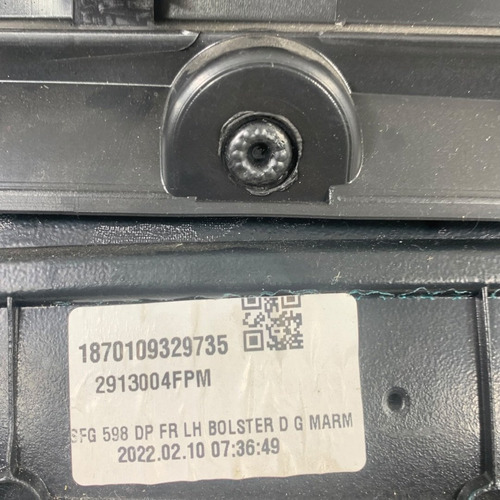 1870109329735
2913004FPM
SFG 598 DP FR LH BOLSTER D G MARM
2022.02.10 07:36:49